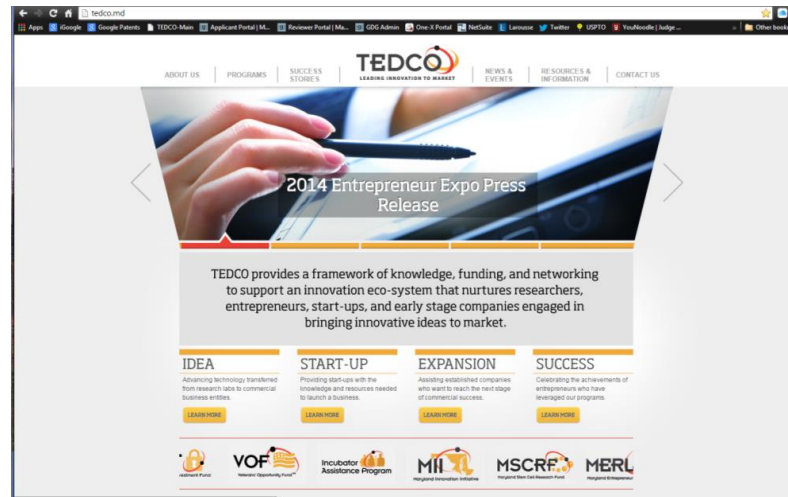 tedco.md
Apps
iGoogle
Google Patents
TEDCO-Main
Applicant Portal | M...
Reviewer Portal | Ma...
GDG Admin
One-X Portal
NetSuite
Larousse
Twitter
USPTO
YouNoodle | Judge ...
»
Other book
ABOUT US
PROGRAMS
SUCCESS
STORIES
TEDCO
LEADING INNOVATION TO MARKET
NEWS &
EVENTS
RESOURCES &
INFORMATION
CONTACT US
2014 Entrepreneur Expo Press
Release
TEDCO provides a framework of knowledge, funding, and networking
to support an innovation eco-system that nurtures researchers,
entrepreneurs, start-ups, and early stage companies engaged in
bringing innovative ideas to market.
IDEA
Advancing technology transferred
from research labs to commercial
business entities.
LEARN MORE
START-UP
Providing start-ups with the
knowledge and resources needed
to launch a business.
LEARN MORE
EXPANSION
Assisting established companies
who want to reach the next stage
of commercial success.
LEARN MORE
SUCCESS
Celebrating the achievements of
entrepreneurs who have
leveraged our programs.
LEARN MORE
estment Fund
VOF
Veterans Opportunity Fund
Incubator
Assistance Program
MII
Maryland Innovation Initiative
MSCRF
Maryland Stem Cell Research Fund
MERL
Maryland Entrepreneur